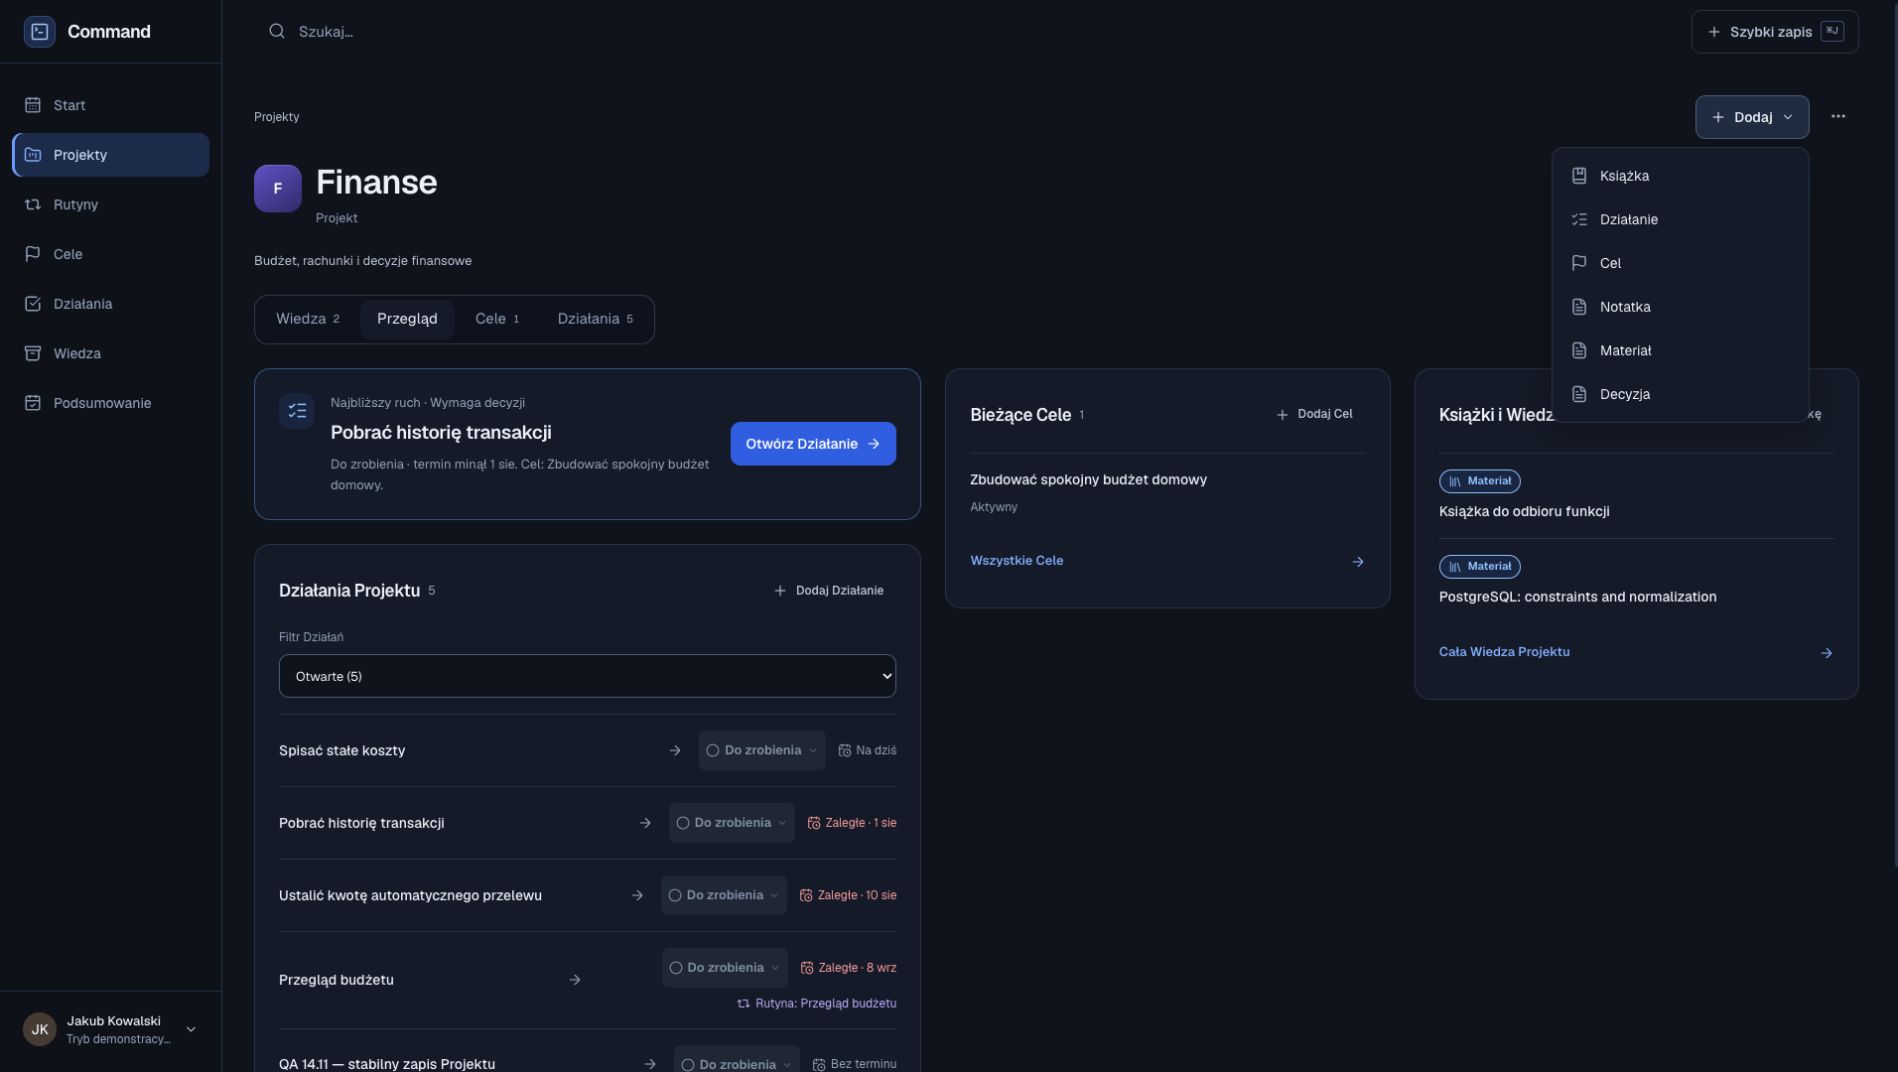 Command
Szukaj...
Szybki zapis
⌘J
Start
Projekty
Rutyny
Cele
Działania
Wiedza
Podsumowanie
Projekty
Dodaj
Książka
Działanie
Cel
Notatka
Materiał
Decyzja
F
Finanse
Projekt
Budżet, rachunki i decyzje finansowe
Wiedza 2
Przegląd
Cele 1
Działania 5
Najbliższy ruch · Wymaga decyzji
Pobrać historię transakcji
Do zrobienia · termin minął 1 sie. Cel: Zbudować spokojny budżet
domowy.
Otwórz Działanie
Działania Projektu 5
Dodaj Działanie
Filtr Działań
Otwarte (5)
Spisać stałe koszty
Do zrobienia
Na dziś
Pobrać historię transakcji
Do zrobienia
Zaległe · 1 sie
Ustalić kwotę automatycznego przelewu
Do zrobienia
Zaległe · 10 sie
Przegląd budżetu
Do zrobienia
Zaległe · 8 wrz
Rutyna: Przegląd budżetu
QA 14.11 — stabilny zapis Projektu
Do zrobienia
Bez terminu
Bieżące Cele 1
Dodaj Cel
Zbudować spokojny budżet domowy
Aktywny
Wszystkie Cele
Książki i Wiedz
kę
Materiał
Książka do odbioru funkcji
Materiał
PostgreSQL: constraints and normalization
Cała Wiedza Projektu
JK
Jakub Kowalski
Tryb demonstracy...